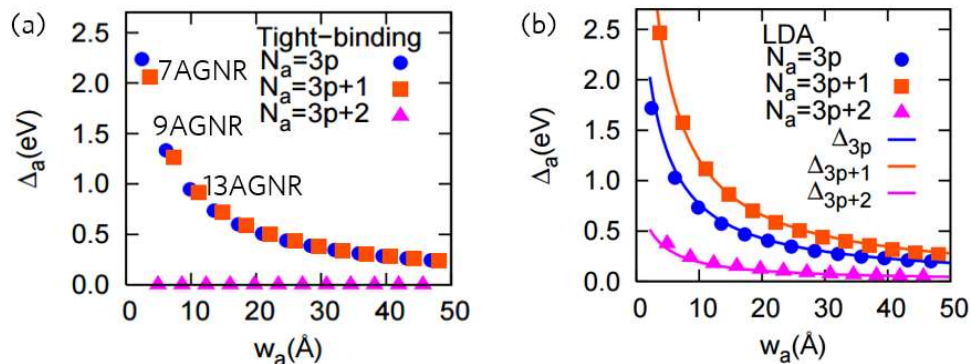 (a)
Δa(eV)
2.5
2.0
1.5
1.0
0.5
0.0
7AGNR
9AGNR
13AGNR
Tight-binding
Na=3p
Na=3p+1
Na=3p+2
0 10 20 30 40 50
wa(Å)
(b)
Δa(eV)
2.5
2.0
1.5
1.0
0.5
0.0
LDA
Na=3p
Na=3p+1
Na=3p+2
Δ3p
Δ3p+1
Δ3p+2
0 10 20 30 40 50
wa(Å)